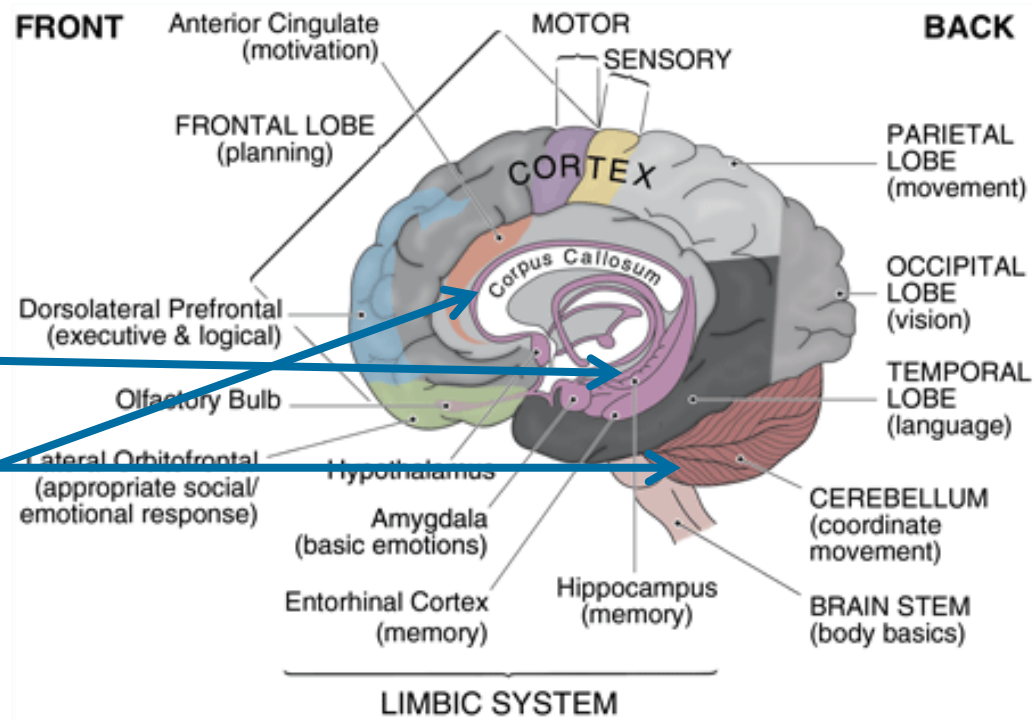 FRONT
Anterior Cingulate
(motivation)
MOTOR
SENSORY
BACK
FRONTAL LOBE
(planning)
CORTEX
PARIETAL
LOBE
(movement)
Corpus Callosum
Dorsolateral Prefrontal
(executive & logical)
OCCIPITAL
LOBE
(vision)
Olfactory Bulb
TEMPORAL
LOBE
(language)
Lateral Orbitofrontal
(appropriate social/
emotional response)
Hypothalamus
Amygdala
(basic emotions)
CEREBELLUM
(coordinate
movement)
Entorhinal Cortex
(memory)
Hippocampus
(memory)
BRAIN STEM
(body basics)
LIMBIC SYSTEM